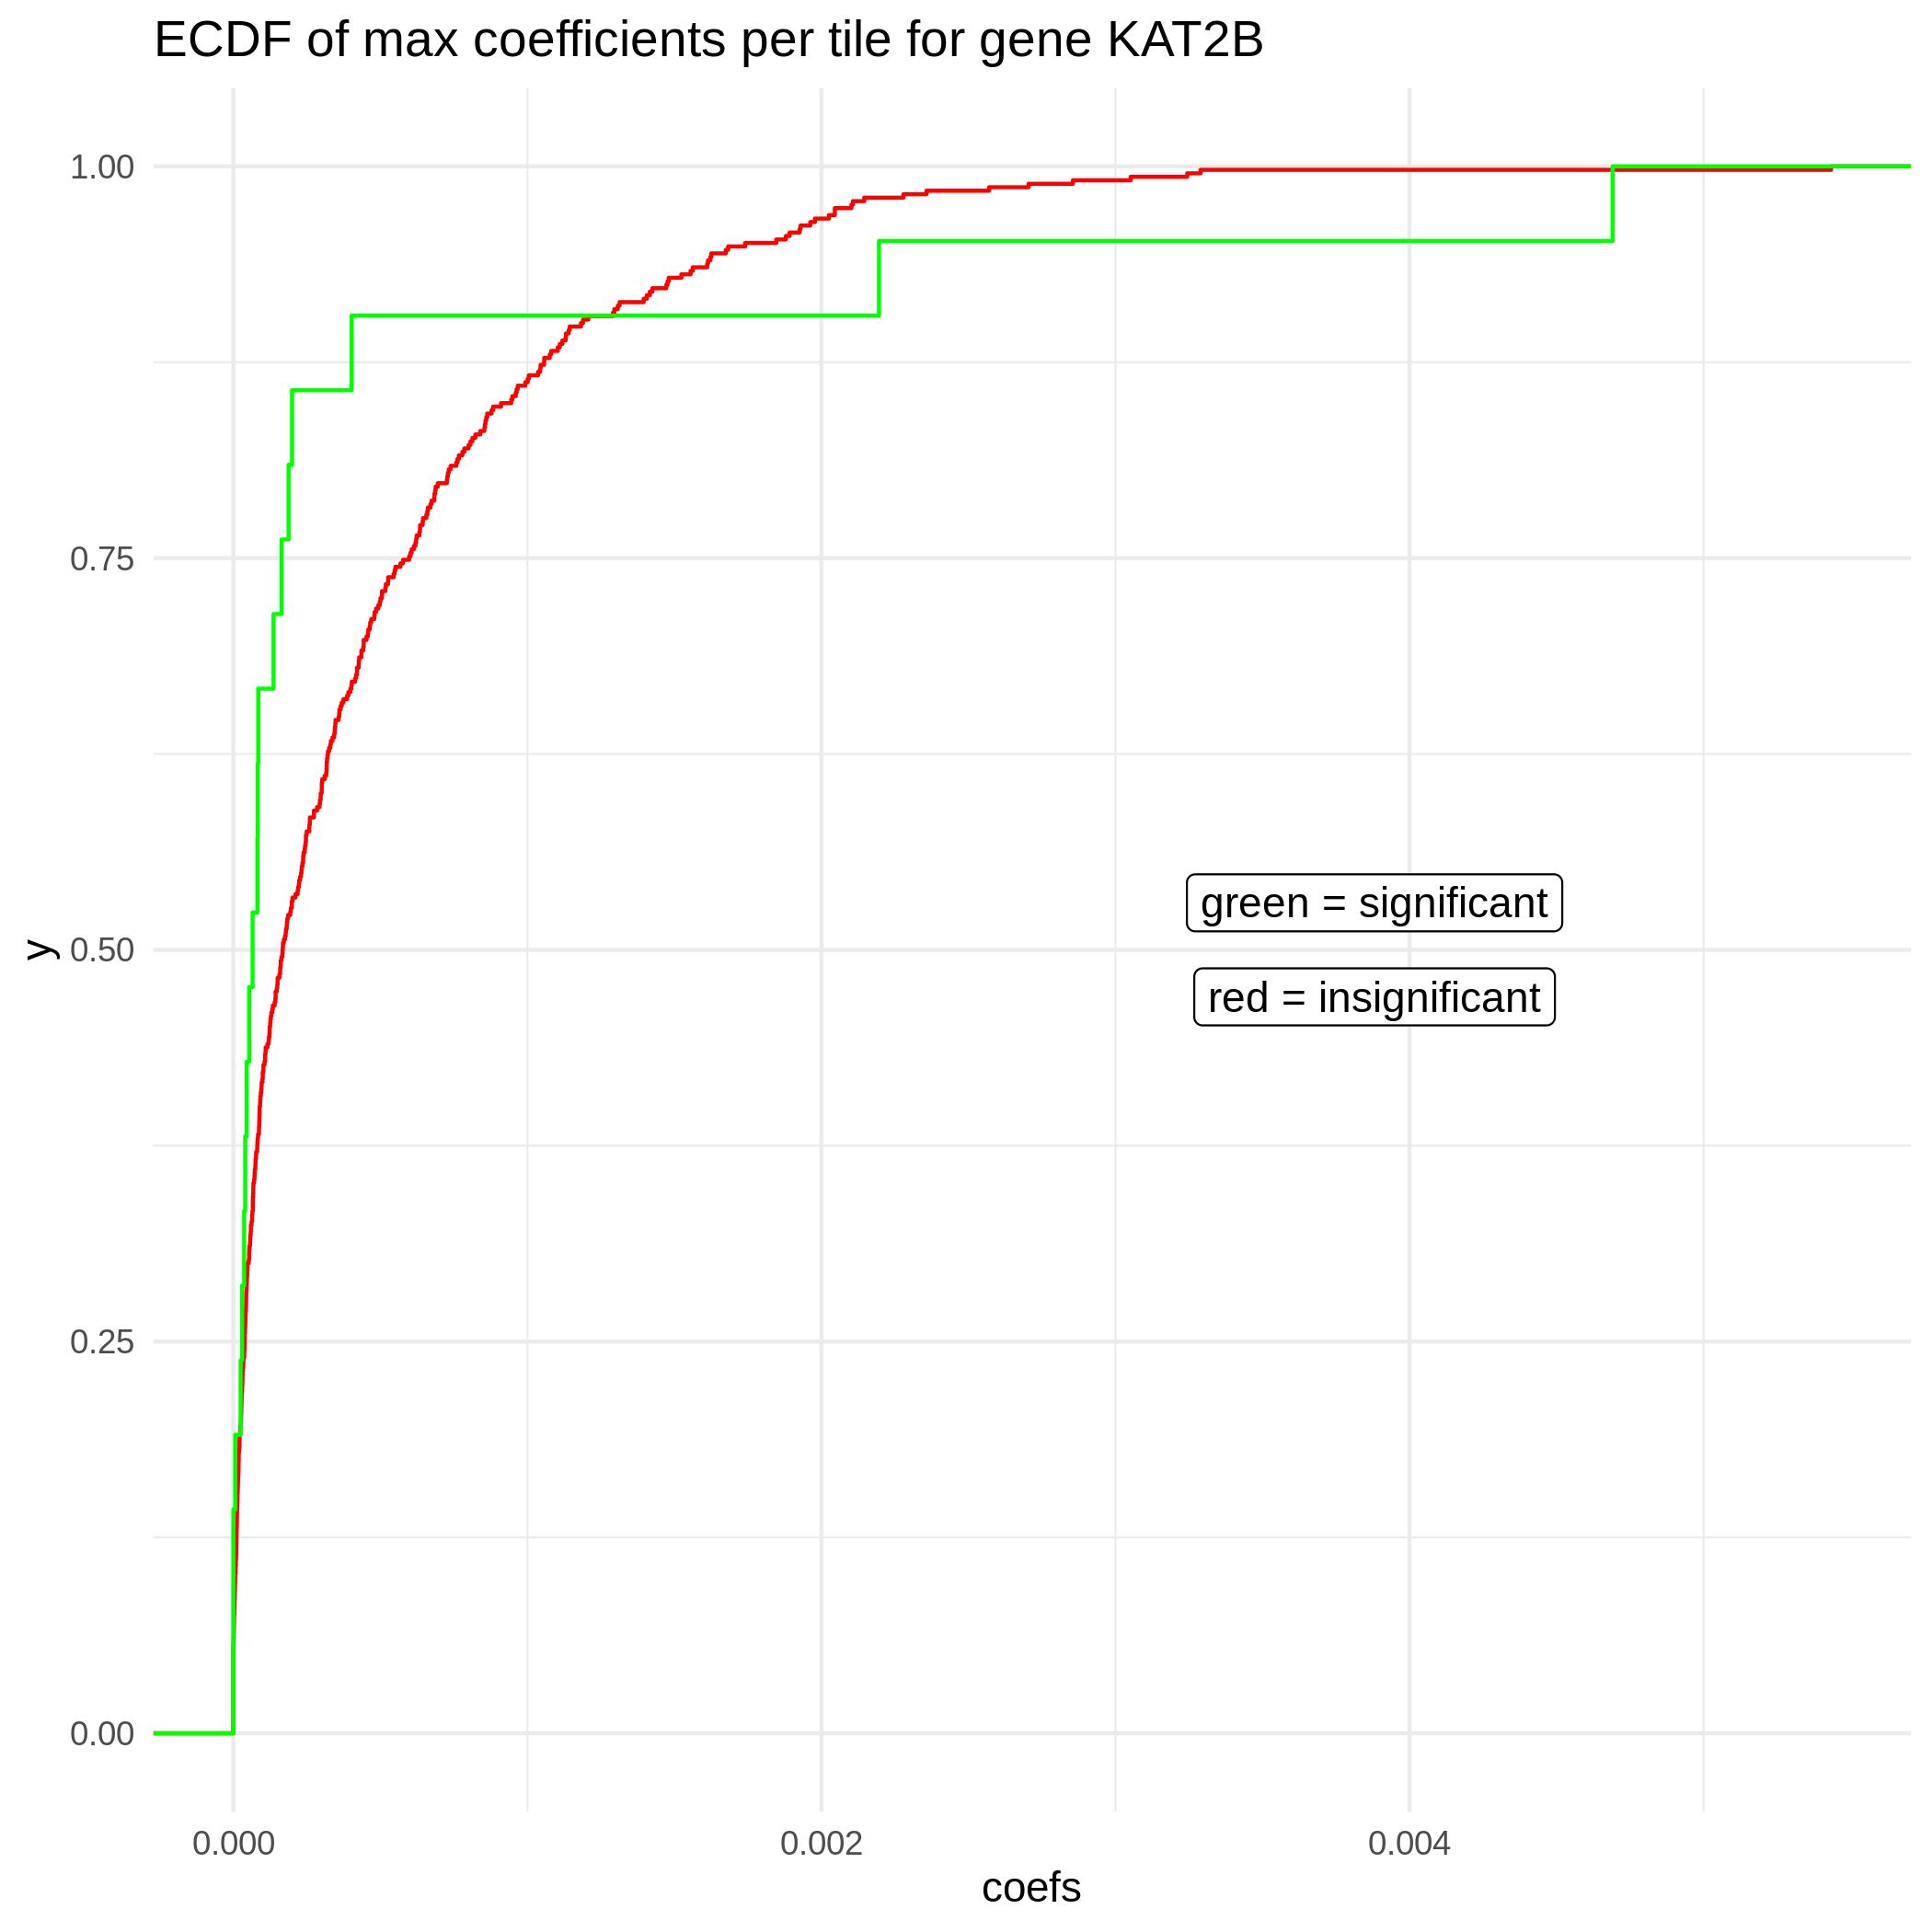 ECDF of max coefficients per tile for gene KAT2B
1.00
0.75
0.50
0.25
0.00
y
green = significant
red = insignificant
0.000 0.002 0.004
coefs